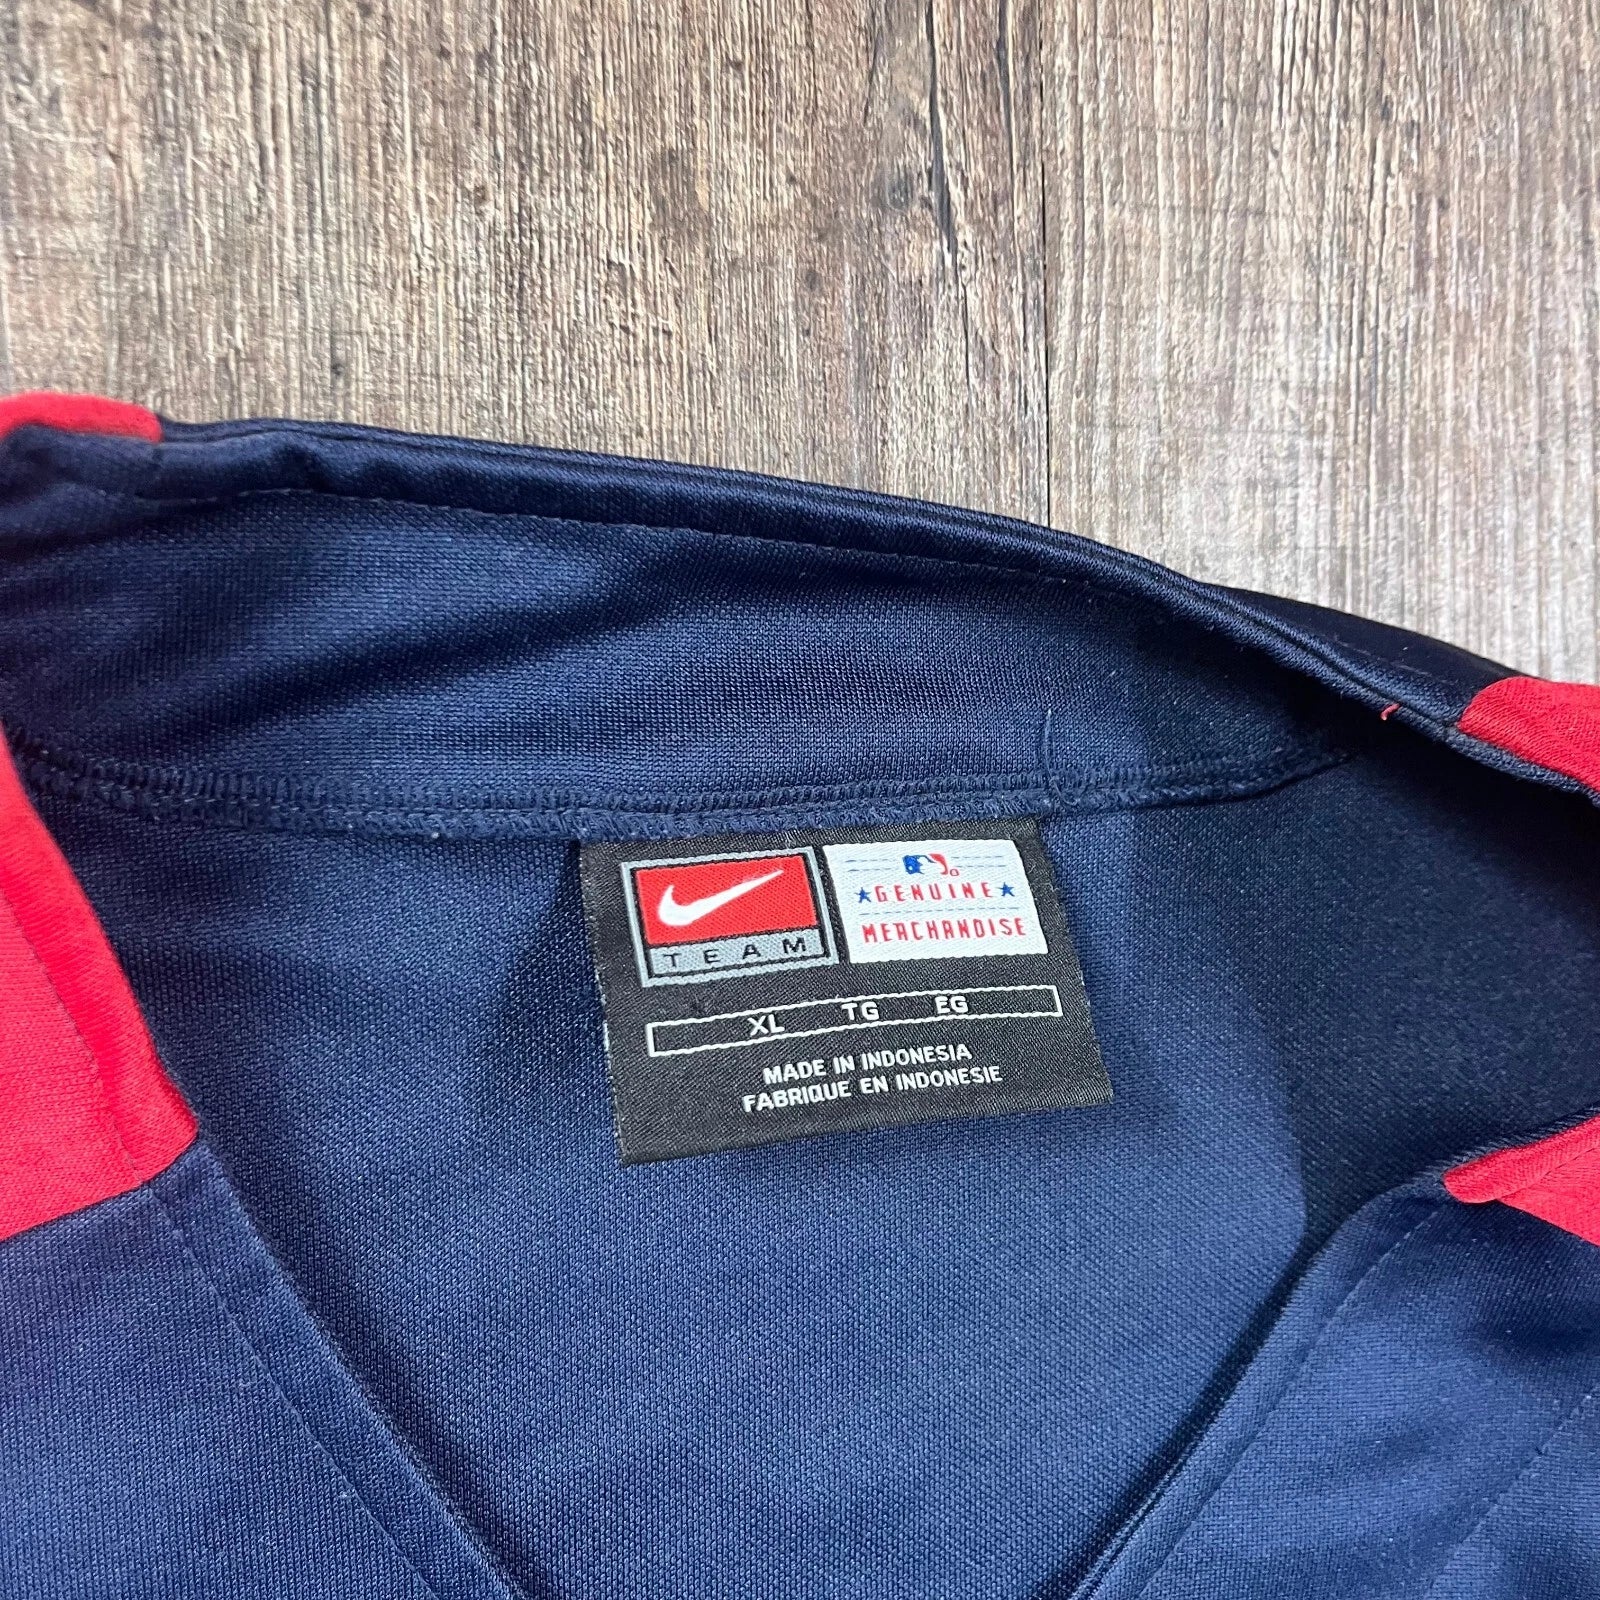 TEAM
GENUINE
MERCHANDISE
XL TG EG
MADE IN INDONESIA
FABRIQUE EN INDONESIE